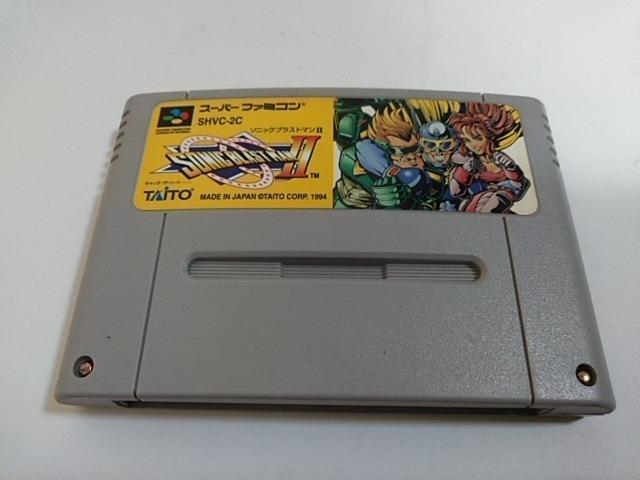 スーパーファミコン
SHVC-2C
ソニックブラストマンII
SONIC BLAST MAN II TM
TAITO
MADE IN JAPAN ©TAITO CORP. 1994